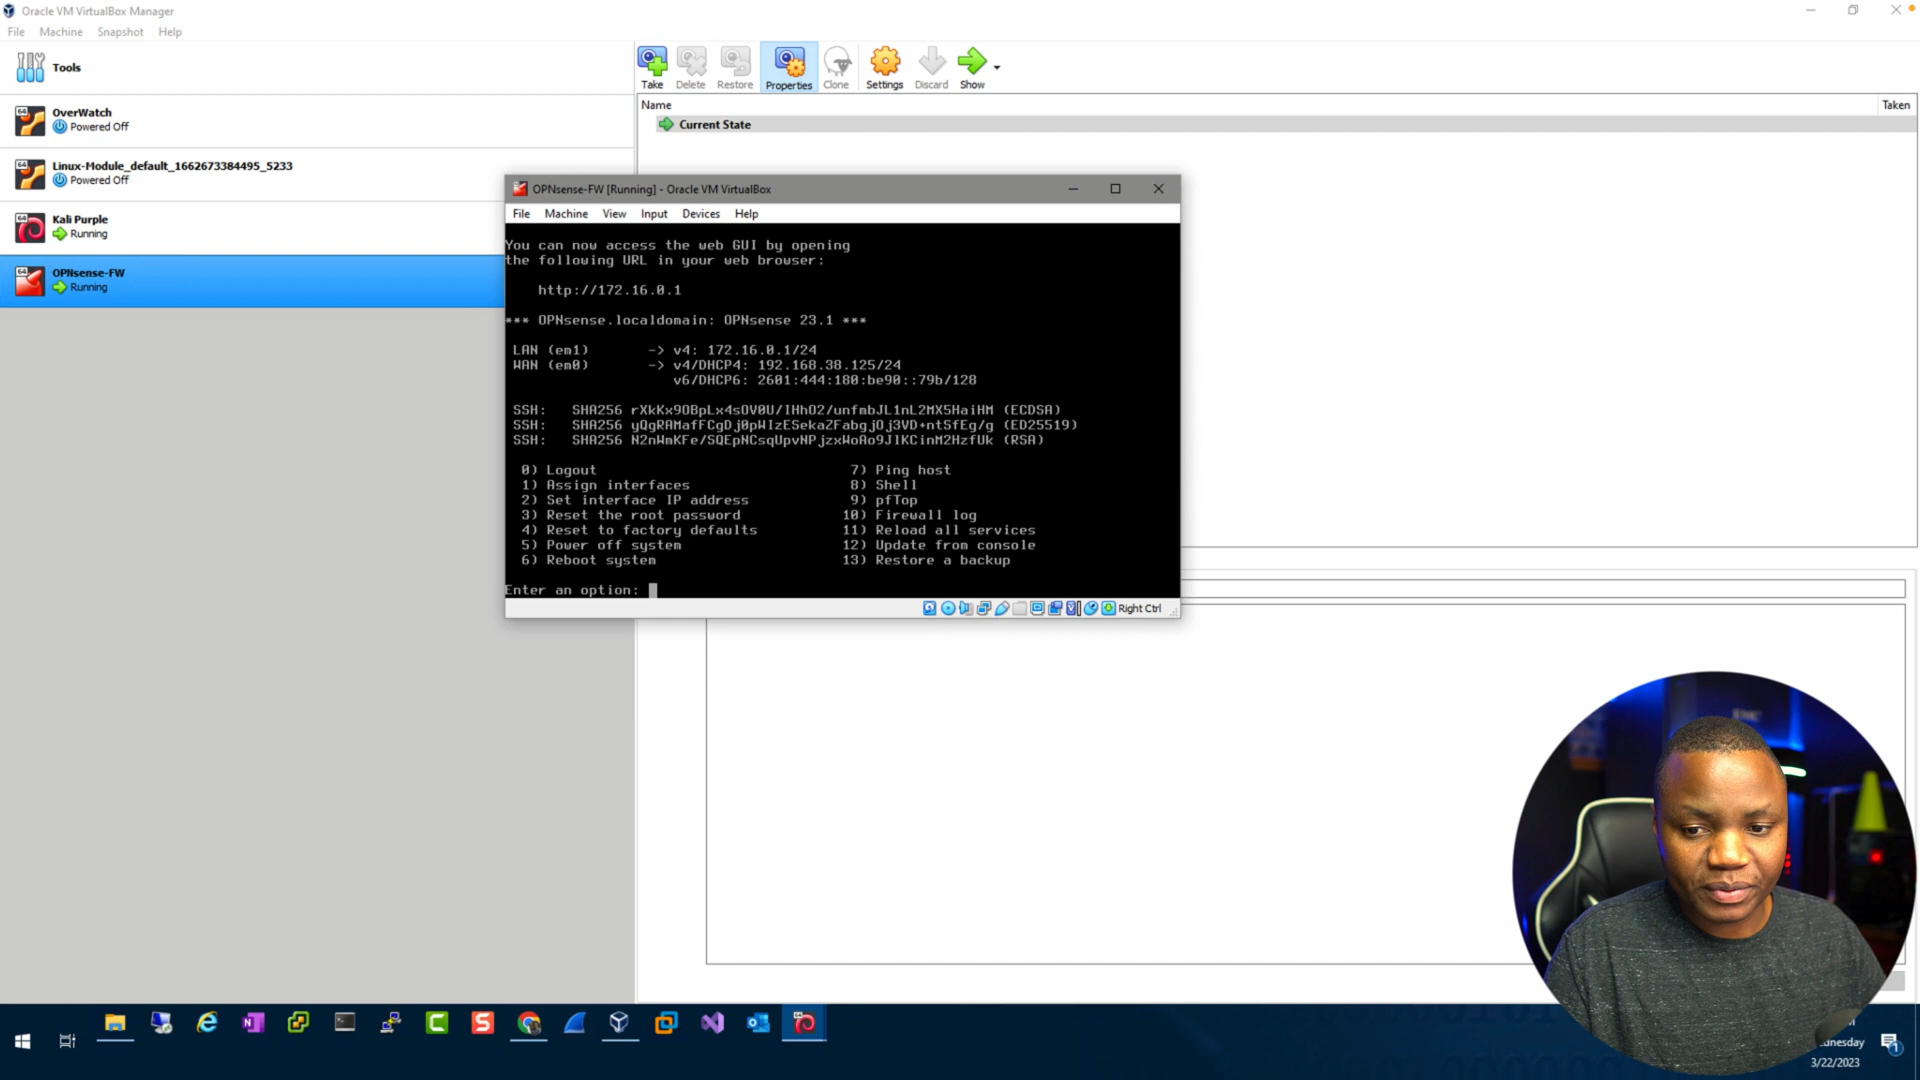 Oracle VM VirtualBox Manager
File Machine Snapshot Help
Tools
OverWatch
Powered Off
Linux-Module_default_1662673384495_5233
Powered Off
Kali Purple
Running
OPNsense-FW
Running
Take Delete Restore Properties Clone Settings Discard Show
Name Taken
Current State
OPNsense-FW [Running] - Oracle VM VirtualBox
File Machine View Input Devices Help
You can now access the web GUI by opening
the following URL in your web browser:
http://172.16.0.1
*** OPNsense.localdomain: OPNsense 23.1 ***
LAN (em1) -> v4: 172.16.0.1/24
WAN (em0) -> v4/DHCP4: 192.168.38.125/24
v6/DHCP6: 2601:444:180:be90::79b/128
SSH: SHA256 rXkKx9OBpLx4sOV0U/IHhO2/unfmbJL1nL2MX5HaiHM (ECDSA)
SSH: SHA256 yQgRAMafFCgDj0pWIzESekaZFabgjOj3VD+ntSfEg/g (ED25519)
SSH: SHA256 N2nWmKFe/SQEpNCsqUpvNPjzxWoAo9JlKCinM2HzfUk (RSA)
0) Logout 7) Ping host
1) Assign interfaces 8) Shell
2) Set interface IP address 9) pfTop
3) Reset the root password 10) Firewall log
4) Reset to factory defaults 11) Reload all services
5) Power off system 12) Update from console
6) Reboot system 13) Restore a backup
Enter an option:
Right Ctrl
3/22/2023